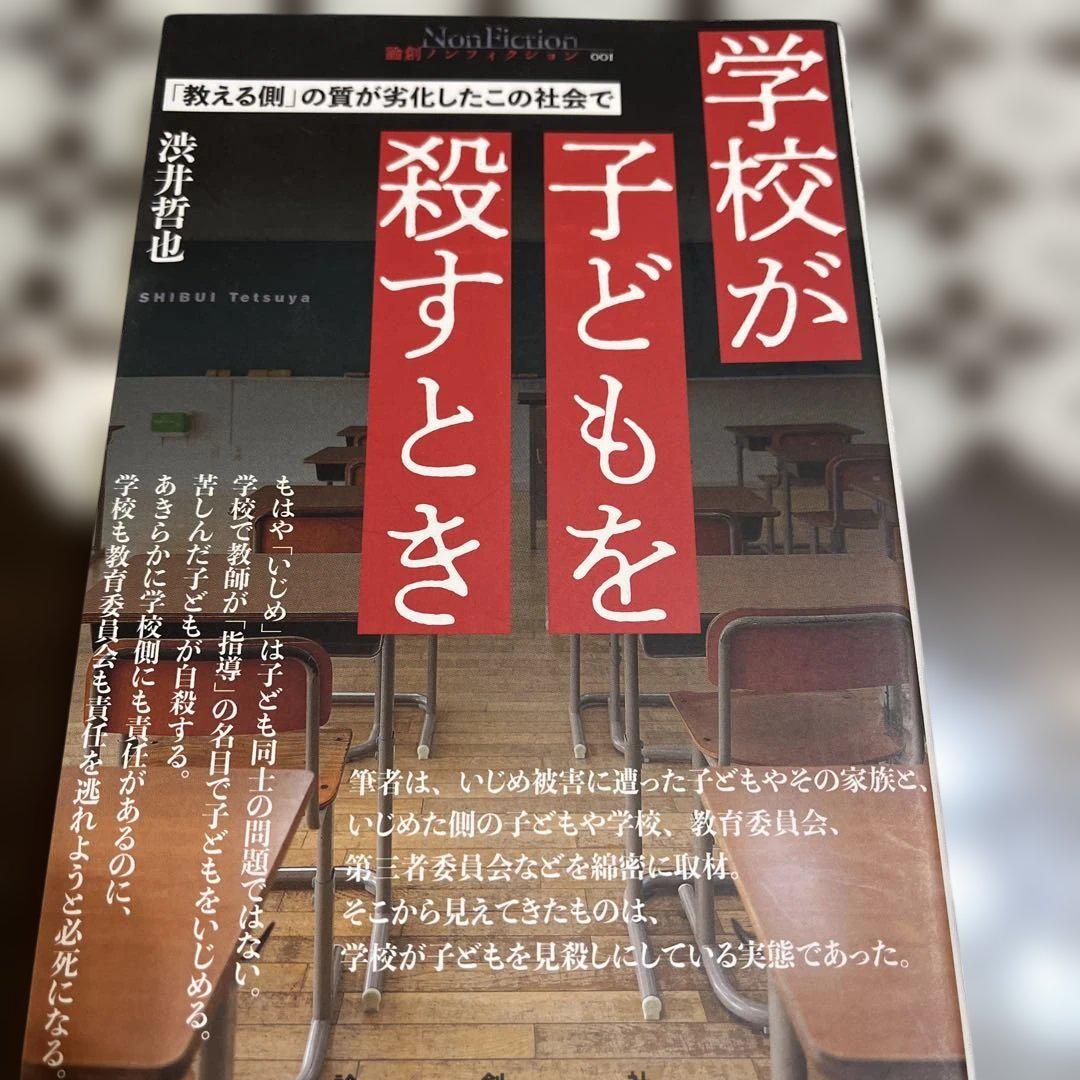 NonFiction
論創ノンフィクション 001
「教える側」の質が劣化したこの社会で
学校が
子どもを
殺すとき
渋井哲也
SHIBUI Tetsuya
もはや「いじめ」は子ども同士の問題ではない。
学校で教師が「指導」の名目で子どもをいじめる。
苦しんだ子どもが自殺する。
あきらかに学校側にも責任があるのに、
学校も教育委員会も責任を逃れようと必死になる。
筆者は、いじめ被害に遭った子どもやその家族と、
いじめた側の子どもや学校、教育委員会、
第三者委員会などを綿密に取材。
そこから見えてきたものは、
学校が子どもを見殺しにしている実態であった。
論創社